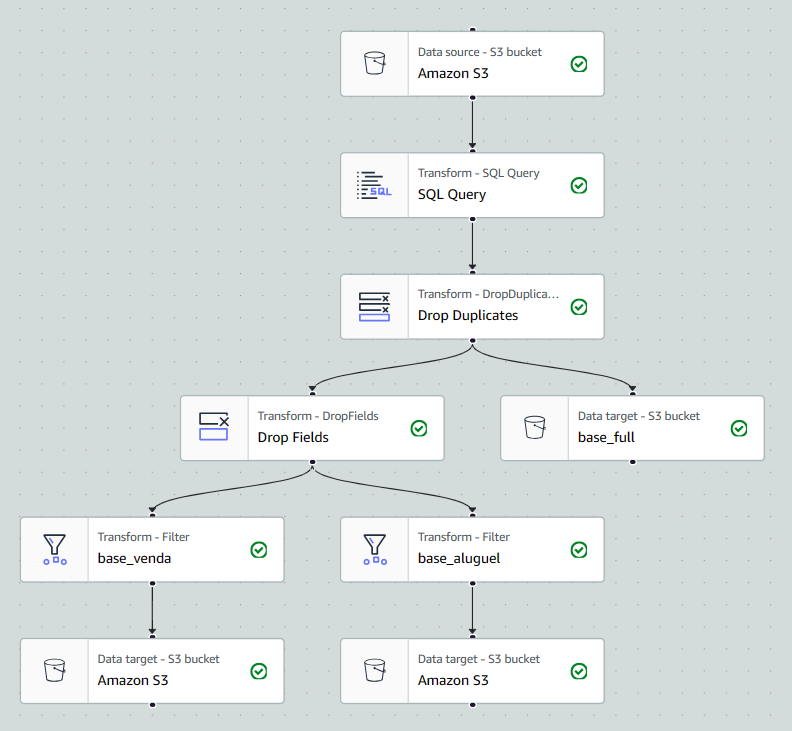 Data source - S3 bucket
Amazon S3
Transform - SQL Query
SQL
SQL Query
Transform - DropDuplica...
Drop Duplicates
Transform - DropFields
Drop Fields
Data target - S3 bucket
base_full
Transform - Filter
base_venda
Transform - Filter
base_aluguel
Data target - S3 bucket
Amazon S3
Data target - S3 bucket
Amazon S3